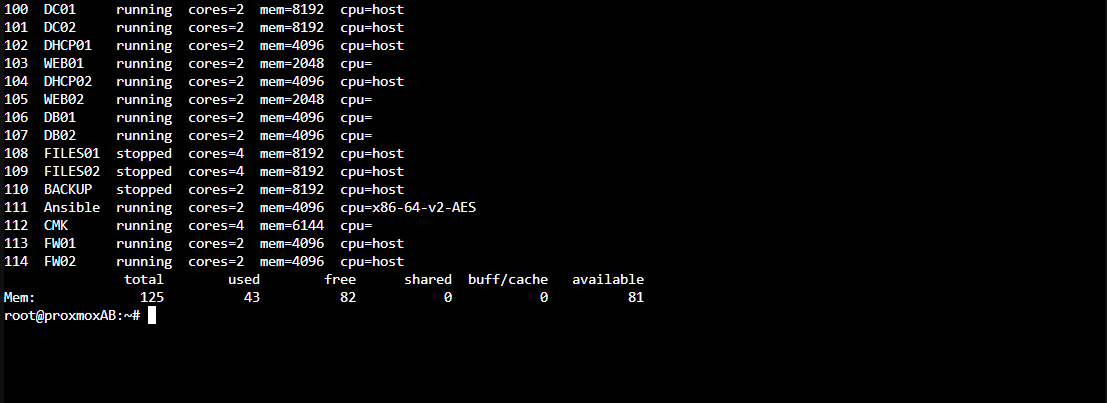 100  DC01     running  cores=2  mem=8192  cpu=host
101  DC02     running  cores=2  mem=8192  cpu=host
102  DHCP01   running  cores=2  mem=4096  cpu=host
103  WEB01    running  cores=2  mem=2048  cpu=
104  DHCP02   running  cores=2  mem=4096  cpu=host
105  WEB02    running  cores=2  mem=2048  cpu=
106  DB01     running  cores=2  mem=4096  cpu=
107  DB02     running  cores=2  mem=4096  cpu=
108  FILES01  stopped  cores=4  mem=8192  cpu=host
109  FILES02  stopped  cores=4  mem=8192  cpu=host
110  BACKUP   stopped  cores=2  mem=8192  cpu=host
111  Ansible  running  cores=2  mem=4096  cpu=x86-64-v2-AES
112  CMK      running  cores=4  mem=6144  cpu=
113  FW01     running  cores=2  mem=4096  cpu=host
114  FW02     running  cores=2  mem=4096  cpu=host
               total        used        free      shared  buff/cache   available
Mem:             125          43          82           0           0          81
root@proxmoxAB:~#